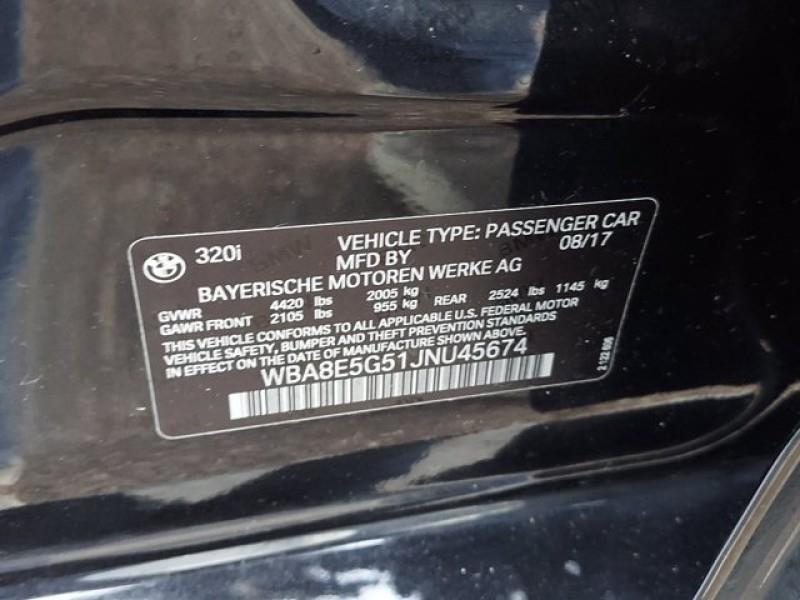 320i VEHICLE TYPE: PASSENGER CAR
MFD BY 08/17
BAYERISCHE MOTOREN WERKE AG
GVWR 4420 lbs 2005 kg
GAWR FRONT 2105 lbs 955 kg REAR 2524 lbs 1145 kg
THIS VEHICLE CONFORMS TO ALL APPLICABLE U.S. FEDERAL MOTOR
VEHICLE SAFETY, BUMPER AND THEFT PREVENTION STANDARDS
IN EFFECT ON THE DATE OF MANUFACTURE SHOWN ABOVE.
WBA8E5G51JNU45674